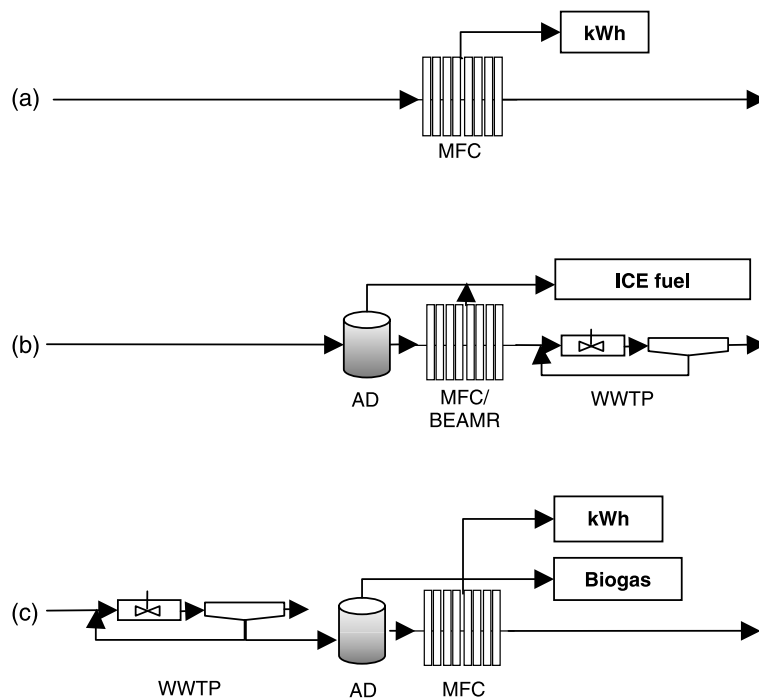 kWh
(a)
MFC
ICE fuel
(b)
AD
MFC/
BEAMR
WWTP
kWh
Biogas
(c)
WWTP
AD
MFC